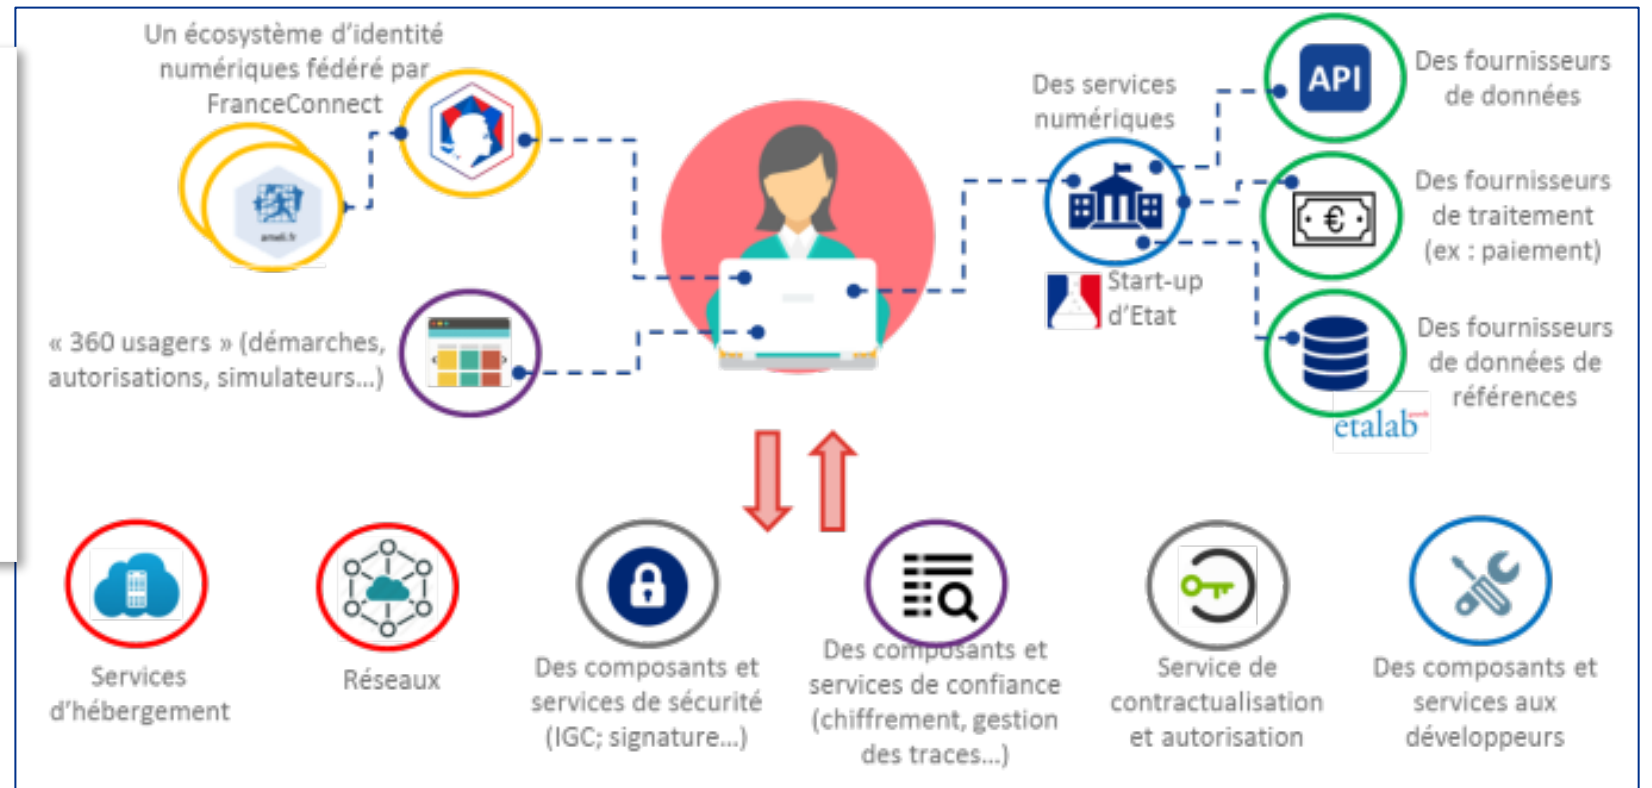 Un écosystème d'identité
numériques fédéré par
FranceConnect
ameli.fr
« 360 usagers » (démarches,
autorisations, simulateurs...)
Des services
numériques
Start-up
d'Etat
API
Des fournisseurs
de données
€
Des fournisseurs
de traitement
(ex : paiement)
Des fournisseurs
de données de
références
etalab
Services
d'hébergement
Réseaux
Des composants et
services de sécurité
(IGC; signature...)
Des composants et
services de confiance
(chiffrement, gestion
des traces...)
Service de
contractualisation
et autorisation
Des composants et
services aux
développeurs